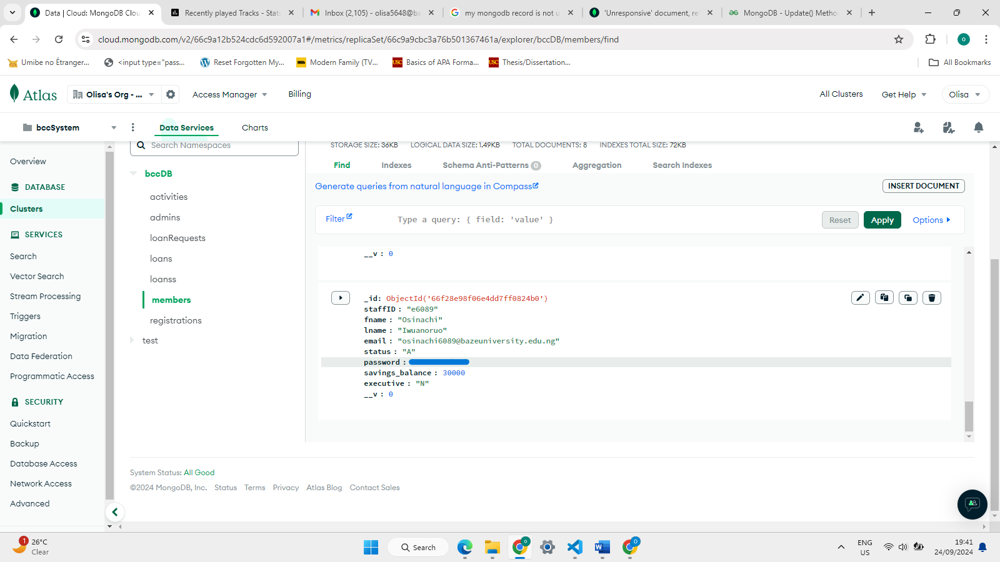 Data | Cloud: MongoDB Clou
Recently played Tracks - Stats
Inbox (2,105) - olisa5648@ba
my mongodb record is not u
'Unresponsive' document, re
MongoDB - Update() Metho
cloud.mongodb.com/v2/66c9a12b524cdc6d592007a1#/metrics/replicaSet/66c9a9cbc3a76b501367461a/explorer/bccDB/members/find
O
Umibe no Étranger...
<input type="pass...
Reset Forgotten My...
Modern Family (TV...
Basics of APA Forma...
Thesis/Dissertation...
All Bookmarks
Atlas
Olisa's Org - ...
Access Manager
Billing
All Clusters
Get Help
Olisa
bccSystem
Data Services
Charts
Overview
DATABASE
Clusters
SERVICES
Search
Vector Search
Stream Processing
Triggers
Migration
Data Federation
Programmatic Access
SECURITY
Quickstart
Backup
Database Access
Network Access
Advanced
Search Namespaces
bccDB
activities
admins
loanRequests
loans
loanss
members
registrations
test
STORAGE SIZE: 36KB LOGICAL DATA SIZE: 1.49KB TOTAL DOCUMENTS: 8 INDEXES TOTAL SIZE: 72KB
Find Indexes Schema Anti-Patterns 0 Aggregation Search Indexes
Generate queries from natural language in Compass
INSERT DOCUMENT
Filter
Type a query: { field: 'value' }
Reset
Apply
Options
__v : 0
_id: ObjectId('66f28e98f06e4dd7ff0824b0')
staffID : "e6089"
fname : "Osinachi"
lname : "Iwuanoruo"
email : "osinachi6089@bazeuniversity.edu.ng"
status : "A"
password :
savings_balance : 30000
executive : "N"
__v : 0
System Status: All Good
©2024 MongoDB, Inc. Status Terms Privacy Atlas Blog Contact Sales
1
26°C
Clear
Search
ENG
US
19:41
24/09/2024